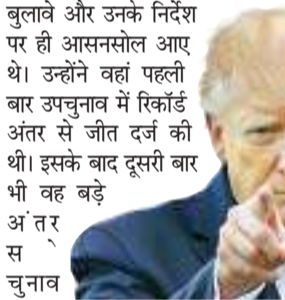 बुलावे और उनके निर्देश
पर ही आसनसोल आए
थे। उन्होंने वहां पहली
बार उपचुनाव में रिकॉर्ड
अंतर से जीत दर्ज की
थी। इसके बाद दूसरी बार
भी वह बड़े
अंतर
से
चुनाव